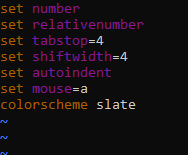 set number
set relativenumber
set tabstop=4
set shiftwidth=4
set autoindent
set mouse=a
colorscheme slate
~
~
~